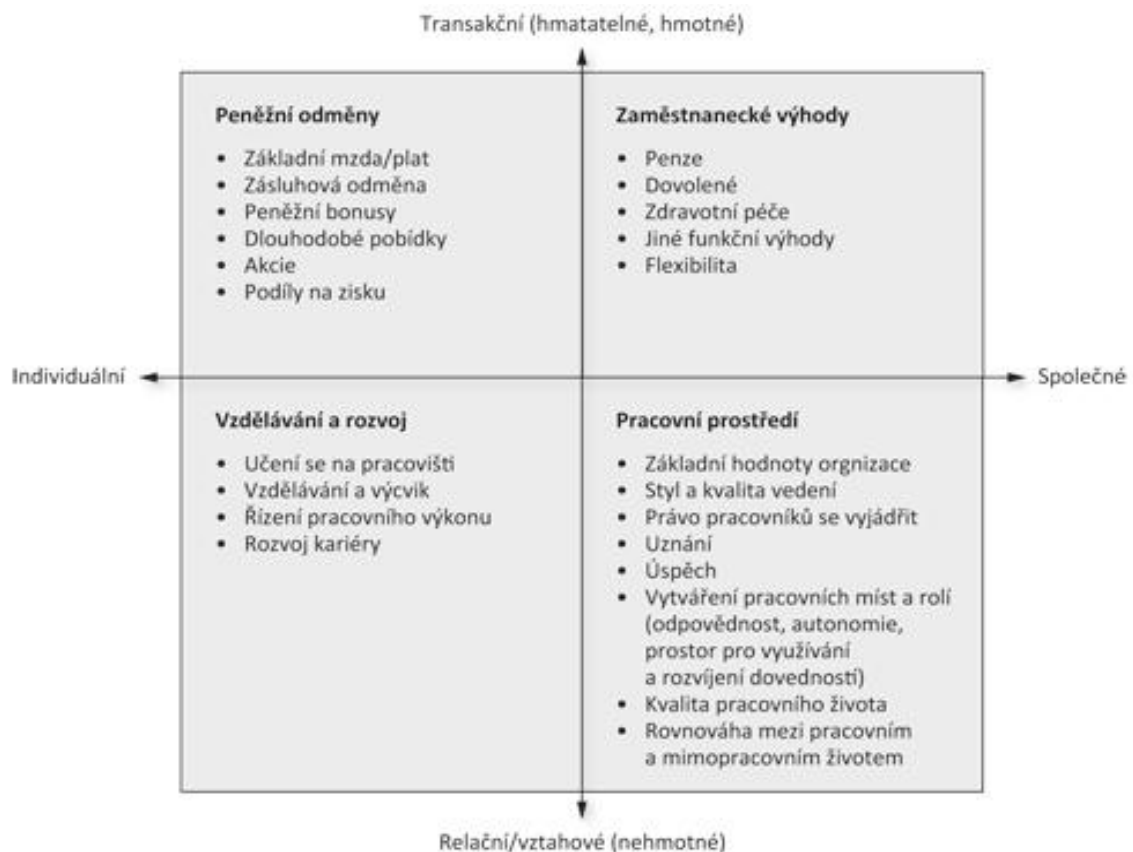 Transakční (hmatatelné, hmotné)
Peněžní odměny
• Základní mzda/plat
• Zásluhová odměna
• Peněžní bonusy
• Dlouhodobé pobídky
• Akcie
• Podíly na zisku
Zaměstnanecké výhody
• Penze
• Dovolené
• Zdravotní péče
• Jiné funkční výhody
• Flexibilita
Individuální
Společné
Vzdělávání a rozvoj
• Učení se na pracovišti
• Vzdělávání a výcvik
• Řízení pracovního výkonu
• Rozvoj kariéry
Pracovní prostředí
• Základní hodnoty orgnizace
• Styl a kvalita vedení
• Právo pracovníků se vyjádřit
• Uznání
• Úspěch
• Vytváření pracovních míst a rolí
(odpovědnost, autonomie,
prostor pro využívání
a rozvíjení dovedností)
• Kvalita pracovního života
• Rovnováha mezi pracovním
a mimopracovním životem
Relační/vztahové (nehmotné)